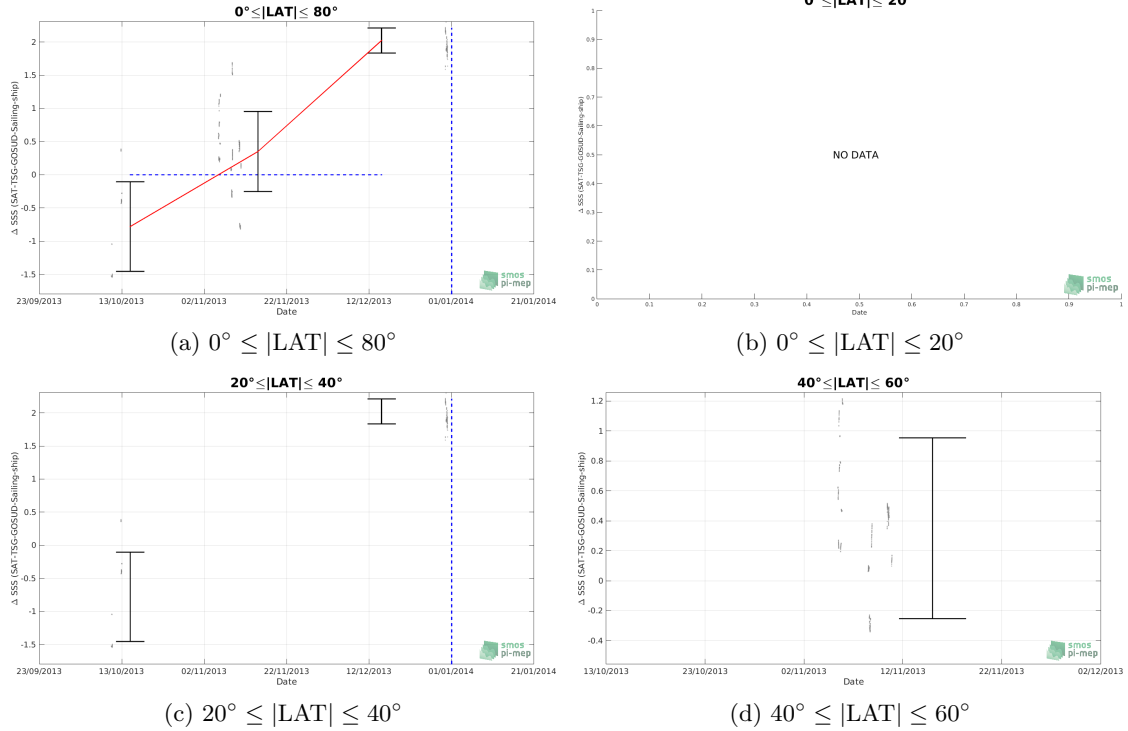 0°≤|LAT|≤ 80°
2
1.5
1
0.5
0
-0.5
-1
-1.5
Δ SSS (SAT-TSG-GOSUD-Sailing-ship)
23/09/2013 13/10/2013 02/11/2013 22/11/2013 12/12/2013 01/01/2014 21/01/2014
Date
smos
pi-mep
(a) 0° ≤ |LAT| ≤ 80°
0°≤|LAT|≤ 20°
1
0.9
0.8
0.7
0.6
0.5
0.4
0.3
0.2
0.1
0
Δ SSS (SAT-TSG-GOSUD-Sailing-ship)
NO DATA
0 0.1 0.2 0.3 0.4 0.5 0.6 0.7 0.8 0.9 1
Date
smos
pi-mep
(b) 0° ≤ |LAT| ≤ 20°
20°≤|LAT|≤ 40°
2
1.5
1
0.5
0
-0.5
-1
-1.5
Δ SSS (SAT-TSG-GOSUD-Sailing-ship)
23/09/2013 13/10/2013 02/11/2013 22/11/2013 12/12/2013 01/01/2014 21/01/2014
Date
smos
pi-mep
(c) 20° ≤ |LAT| ≤ 40°
40°≤|LAT|≤ 60°
1.2
1
0.8
0.6
0.4
0.2
0
-0.2
-0.4
Δ SSS (SAT-TSG-GOSUD-Sailing-ship)
13/10/2013 23/10/2013 02/11/2013 12/11/2013 22/11/2013 02/12/2013
Date
smos
pi-mep
(d) 40° ≤ |LAT| ≤ 60°